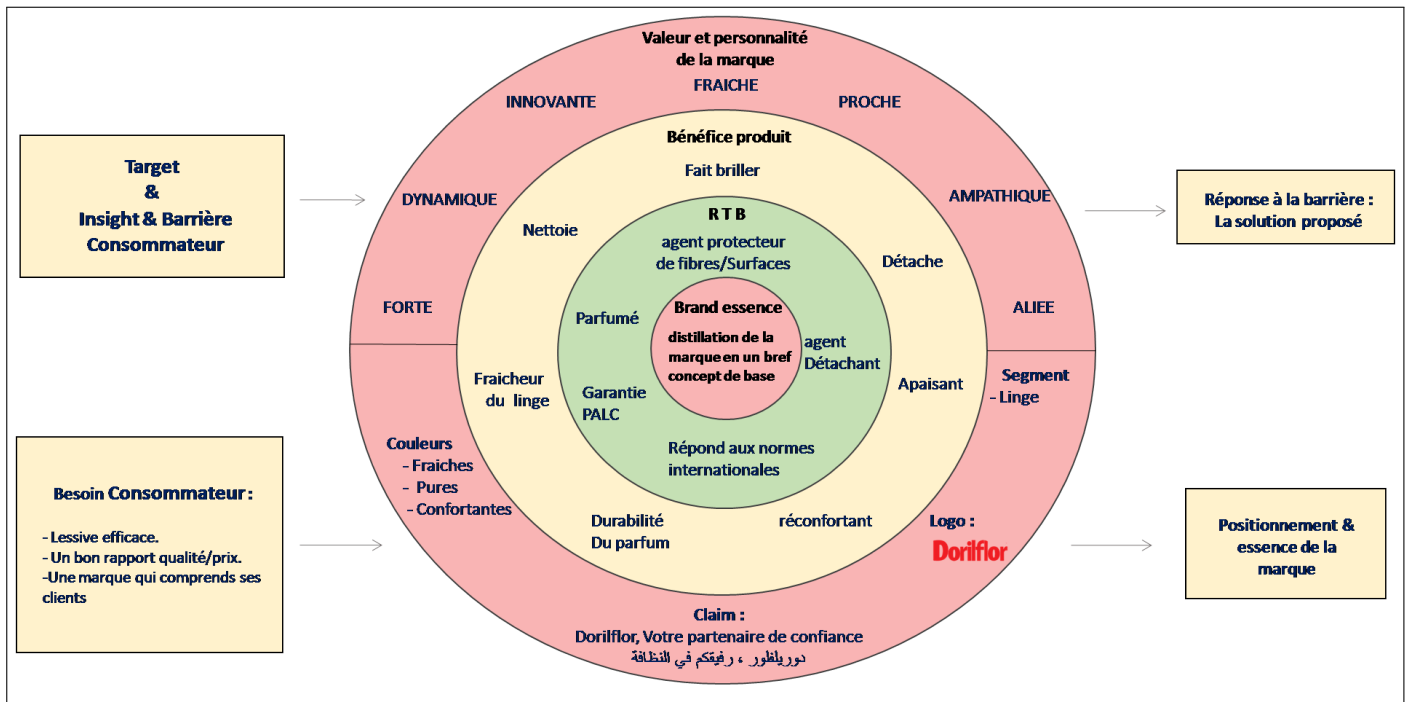 Valeur et personnalité
de la marque
FRAICHE
INNOVANTE
PROCHE
DYNAMIQUE
AMPATHIQUE
FORTE
ALIEE
Bénéfice produit
Fait briller
Nettoie
Détache
Fraicheur
du linge
Apaisant
Durabilité
Du parfum
réconfortant
R T B
agent protecteur
de fibres/Surfaces
Parfumé
agent
Détachant
Garantie
PALC
Répond aux normes
internationales
Brand essence
distillation de la
marque en un bref
concept de base
Couleurs
- Fraiches
- Pures
- Confortantes
Segment
- Linge
Logo :
Dorilflor
Claim :
Dorilflor, Votre partenaire de confiance
دوريلفلور ، رفيقكم في النظافة
Target
&
Insight & Barrière
Consommateur
Besoin Consommateur :
- Lessive efficace.
- Un bon rapport qualité/prix.
-Une marque qui comprends ses
clients
Réponse à la barrière :
La solution proposé
Positionnement &
essence de la
marque